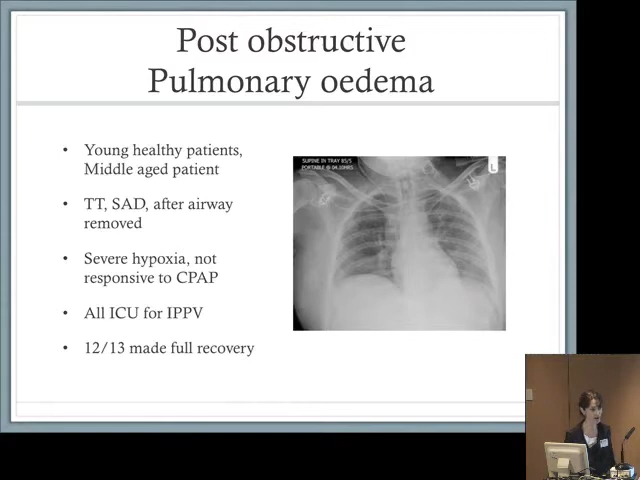 Post obstructive
Pulmonary oedema
• Young healthy patients,
Middle aged patient
• TT, SAD, after airway
removed
• Severe hypoxia, not
responsive to CPAP
• All ICU for IPPV
• 12/13 made full recovery
SUPINE IN TRAY 85/5
PORTABLE @ 04.10HRS
L